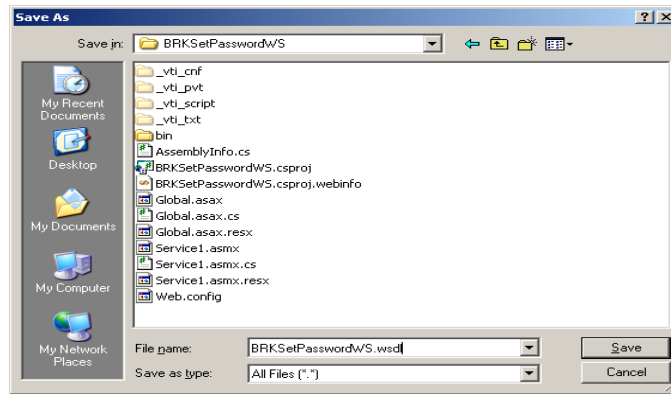 Save As
Save in:
BRKSetPasswordWS
My Recent
Documents
Desktop
My Documents
My Computer
My Network
Places
_vti_cnf
_vti_pvt
_vti_script
_vti_txt
bin
AssemblyInfo.cs
BRKSetPasswordWS.csproj
BRKSetPasswordWS.csproj.webinfo
Global.asax
Global.asax.cs
Global.asax.resx
Service1.asmx
Service1.asmx.cs
Service1.asmx.resx
Web.config
File name:
BRKSetPasswordWS.wsdl
Save
Save as type:
All Files (*.*)
Cancel